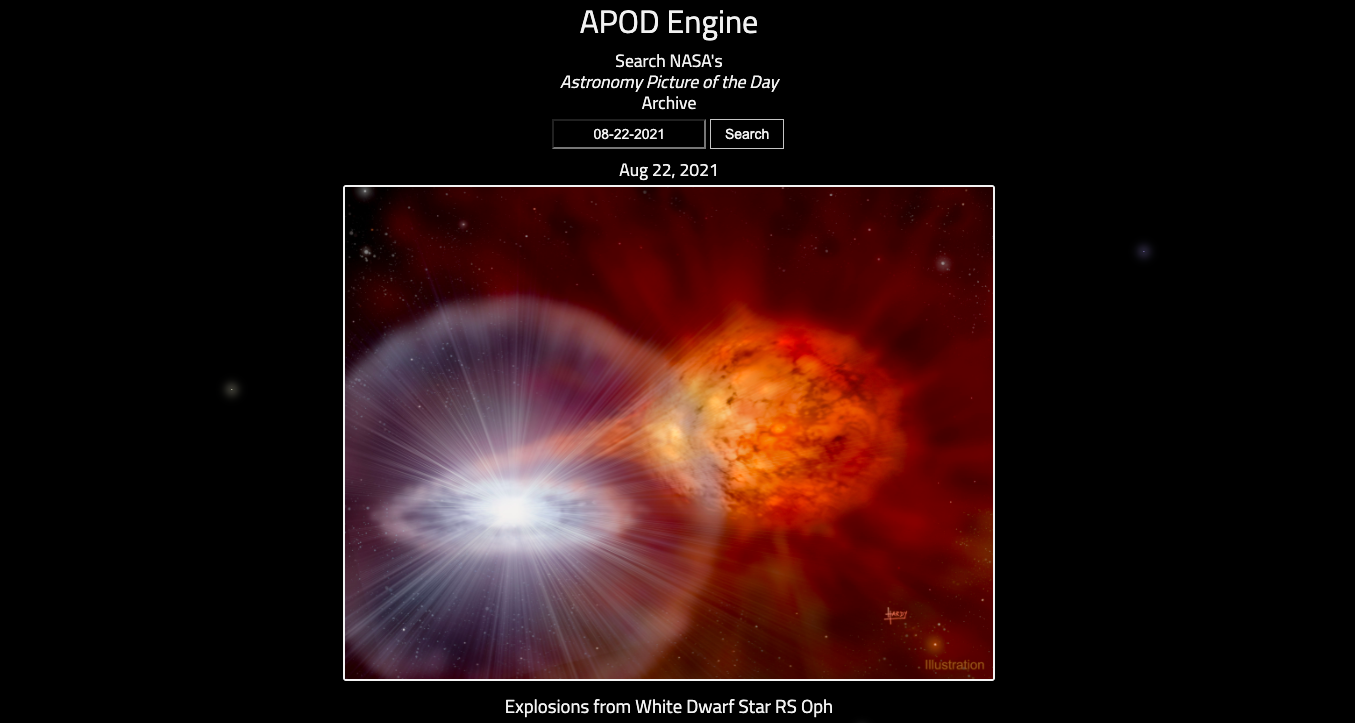 APOD Engine
Search NASA's
Astronomy Picture of the Day
Archive
08-22-2021 Search
Aug 22, 2021
HARDY
Illustration
Explosions from White Dwarf Star RS Oph